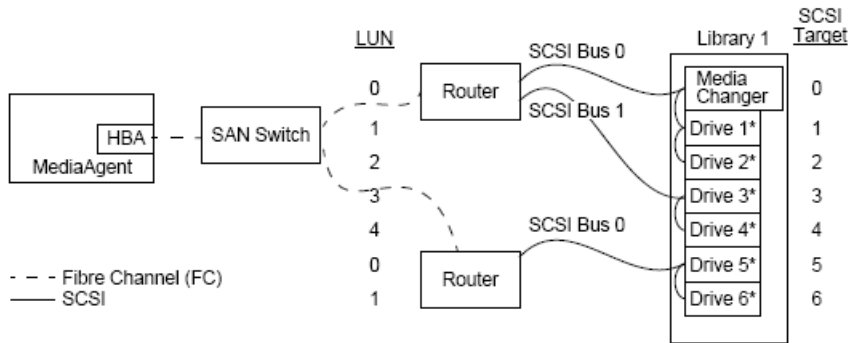 LUN
SCSI Bus 0
Library 1
SCSI
Target
0
Router
Media
Changer
0
SCSI Bus 1
HBA
SAN Switch
1
Drive 1*
1
MediaAgent
2
Drive 2*
2
3
Drive 3*
3
4
SCSI Bus 0
Drive 4*
4
- - - Fibre Channel (FC)
0
Router
Drive 5*
5
SCSI
1
Drive 6*
6